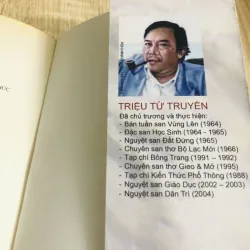 ÚC
TRIỆU TỪ TRUYỀN
Đã chủ trương và thực hiện:
- Bán tuần san Vùng Lên (1964)
- Đặc san Học Sinh (1964 - 1965)
- Nguyệt san Đất Đứng (1965)
- Chuyên san thơ Bộ Lạc Mới (1966)
- Tạp chí Bông Trang (1991 – 1992)
- Chuyên san thơ Gieo & Mở (1995)
- Tạp chí Kiến Thức Phổ Thông (1988)
- Nguyệt san Giáo Dục (2002 – 2003)
- Nguyệt san Dân Trí (2004)